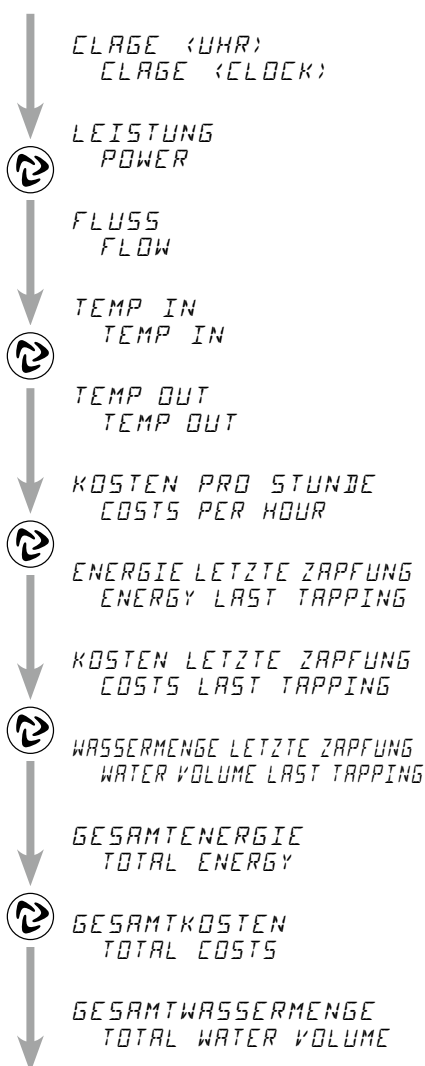 CLAGE (UHR)
CLAGE (CLOCK)
LEISTUNG
POWER
FLUSS
FLOW
TEMP IN
TEMP IN
TEMP OUT
TEMP OUT
KOSTEN PRO STUNDE
COSTS PER HOUR
ENERGIE LETZTE ZAPFUNG
ENERGY LAST TAPPING
KOSTEN LETZTE ZAPFUNG
COSTS LAST TAPPING
WASSERMENGE LETZTE ZAPFUNG
WATER VOLUME LAST TAPPING
GESAMTENERGIE
TOTAL ENERGY
GESAMTKOSTEN
TOTAL COSTS
GESAMTWASSERMENGE
TOTAL WATER VOLUME